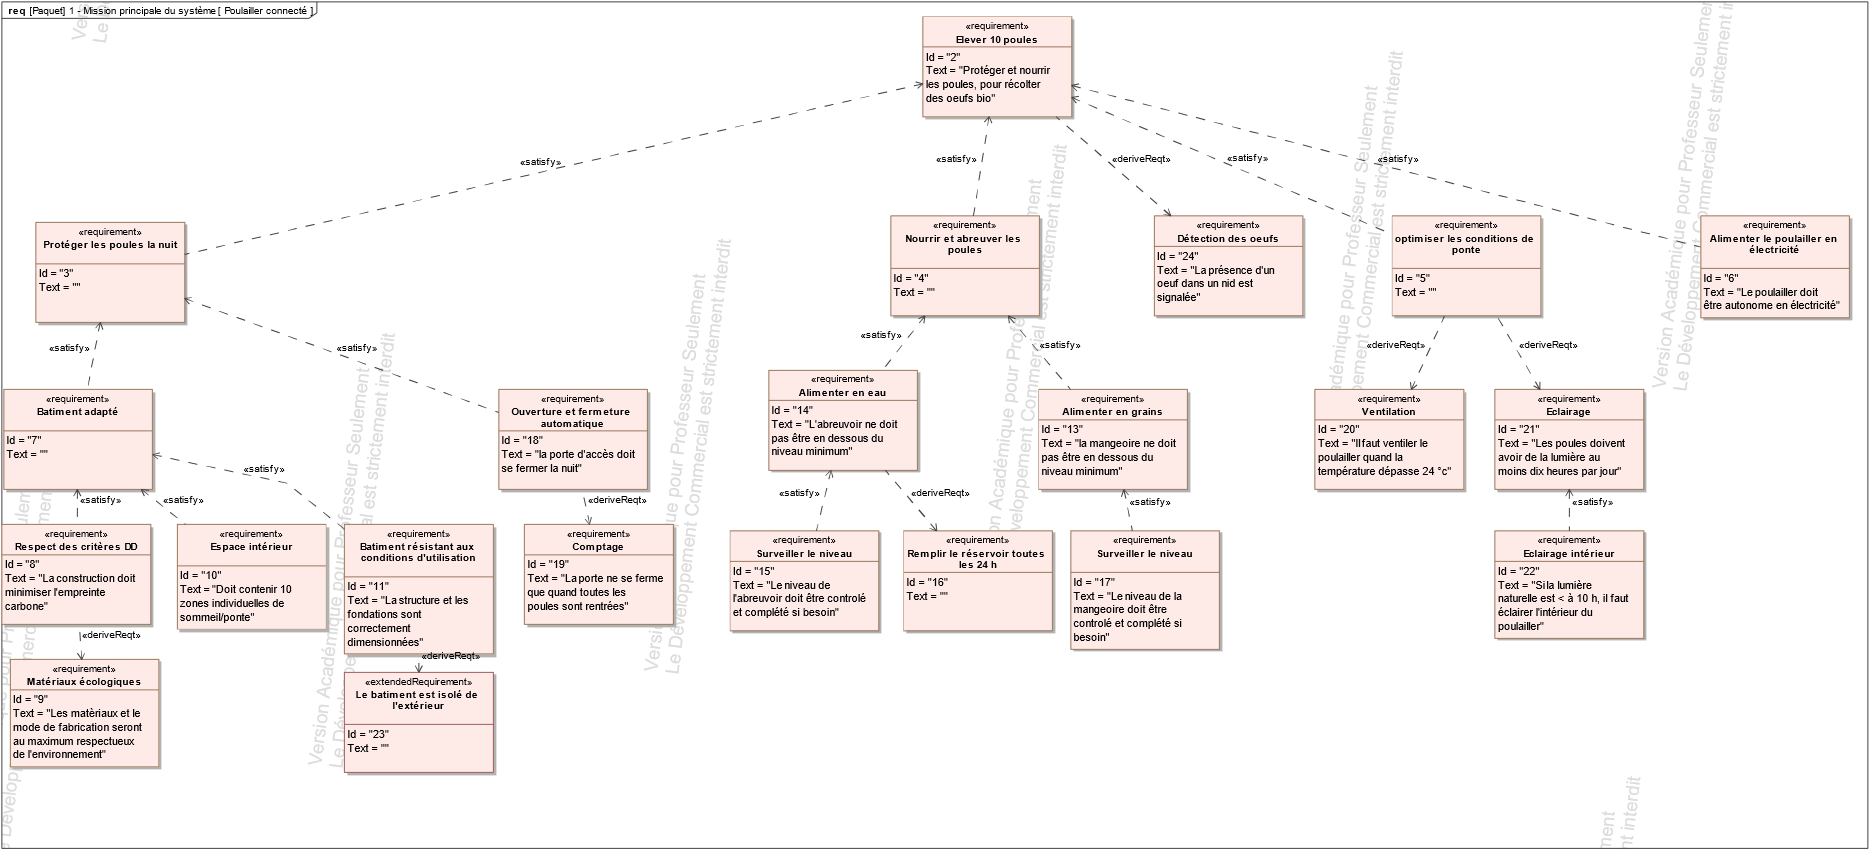 req [Paquet] 1 - Mission principale du système [ Poulailler connecté ]
«requirement»
Elever 10 poules
Id = "2"
Text = "Protéger et nourrir
les poules, pour récolter
des oeufs bio"
«satisfy»
«satisfy»
«deriveReqt»
«satisfy»
«satisfy»
«requirement»
Protéger les poules la nuit
Id = "3"
Text = ""
«requirement»
Nourrir et abreuver les
poules
Id = "4"
Text = ""
«requirement»
Détection des oeufs
Id = "24"
Text = "La présence d'un
oeuf dans un nid est
signalée"
«requirement»
optimiser les conditions de
ponte
Id = "5"
Text = ""
«requirement»
Alimenter le poulailler en
électricité
Id = "6"
Text = "Le poulailler doit
être autonome en électricité"
«satisfy»
«satisfy»
«satisfy»
«satisfy»
«deriveReqt»
«deriveReqt»
«requirement»
Batiment adapté
Id = "7"
Text = ""
«requirement»
Ouverture et fermeture
automatique
Id = "18"
Text = "la porte d'accès doit
se fermer la nuit"
«requirement»
Alimenter en eau
Id = "14"
Text = "L'abreuvoir ne doit
pas être en dessous du
niveau minimum"
«requirement»
Alimenter en grains
Id = "13"
Text = "la mangeoire ne doit
pas être en dessous du
niveau minimum"
«requirement»
Ventilation
Id = "20"
Text = "Il faut ventiler le
poulailler quand la
température dépasse 24 °c"
«requirement»
Eclairage
Id = "21"
Text = "Les poules doivent
avoir de la lumière au
moins dix heures par jour"
«satisfy»
«satisfy»
«satisfy»
«deriveReqt»
«satisfy»
«deriveReqt»
«satisfy»
«satisfy»
«requirement»
Respect des critères DD
Id = "8"
Text = "La construction doit
minimiser l'empreinte
carbone"
«requirement»
Espace intérieur
Id = "10"
Text = "Doit contenir 10
zones individuelles de
sommeil/ponte"
«requirement»
Batiment résistant aux
conditions d'utilisation
Id = "11"
Text = "La structure et les
fondations sont
correctement
dimensionnées"
«requirement»
Comptage
Id = "19"
Text = "La porte ne se ferme
que quand toutes les
poules sont rentrées"
«requirement»
Surveiller le niveau
Id = "15"
Text = "Le niveau de
l'abreuvoir doit être controlé
et complété si besoin"
«requirement»
Remplir le réservoir toutes
les 24 h
Id = "16"
Text = ""
«requirement»
Surveiller le niveau
Id = "17"
Text = "Le niveau de la
mangeoire doit être
controlé et complété si
besoin"
«requirement»
Eclairage intérieur
Id = "22"
Text = "Si la lumière
naturelle est < à 10 h, il faut
éclairer l'intérieur du
poulailler"
«deriveReqt»
«deriveReqt»
«requirement»
Matériaux écologiques
Id = "9"
Text = "Les matèriaux et le
mode de fabrication seront
au maximum respectueux
de l'environnement"
«extendedRequirement»
Le batiment est isolé de
l'extérieur
Id = "23"
Text = ""
Version Académique pour Professeur Seulement
Le Développement Commercial est strictement interdit